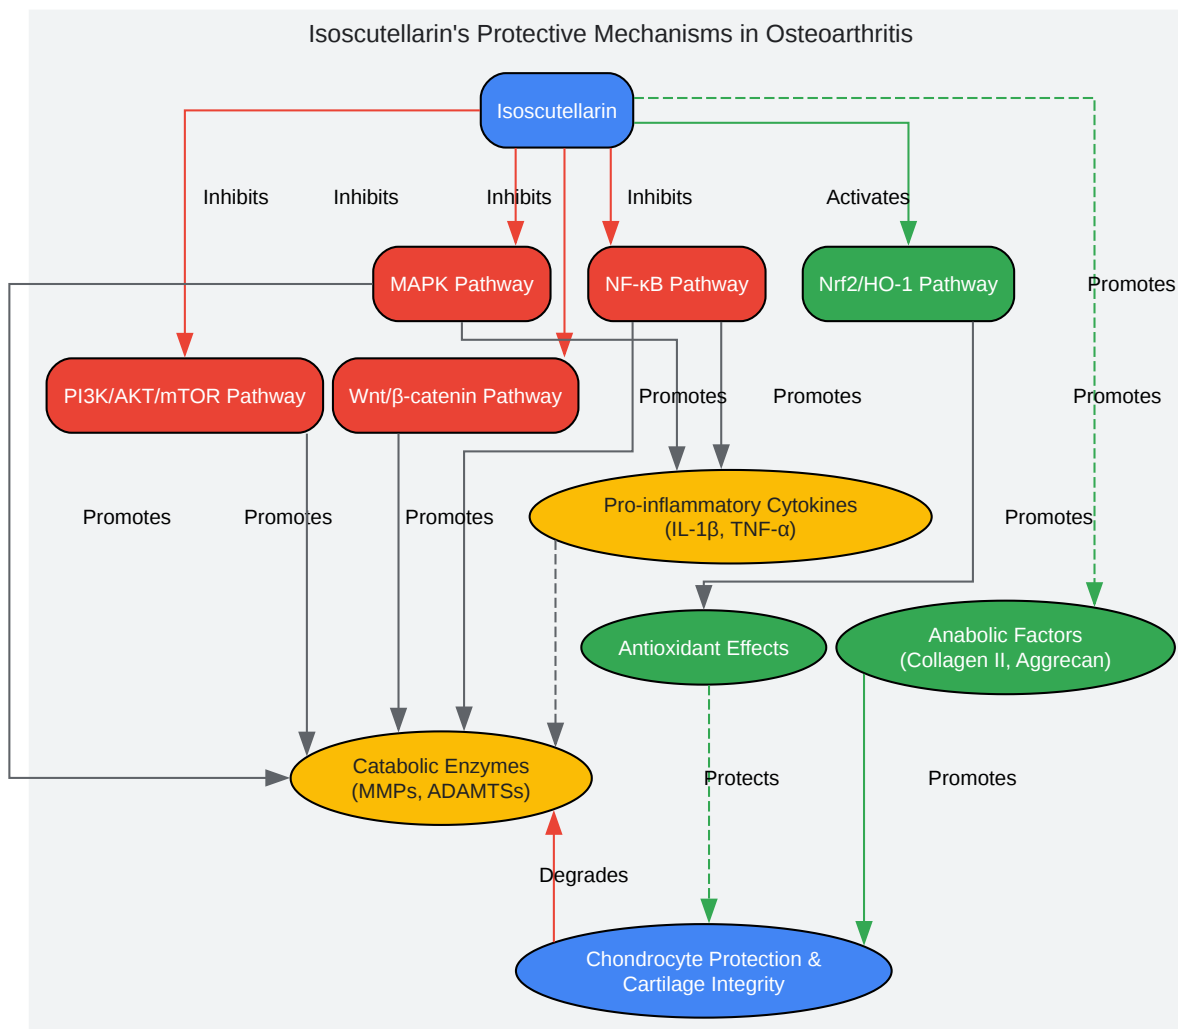 Isoscutellarin's Protective Mechanisms in Osteoarthritis
Isoscutellarin
Inhibits
Inhibits
Inhibits
Inhibits
Activates
MAPK Pathway
NF-κB Pathway
Nrf2/HO-1 Pathway
Promotes
PI3K/AKT/mTOR Pathway
Wnt/β-catenin Pathway
Promotes
Promotes
Promotes
Promotes
Promotes
Promotes
Pro-inflammatory Cytokines
(IL-1β, TNF-α)
Promotes
Antioxidant Effects
Anabolic Factors
(Collagen II, Aggrecan)
Catabolic Enzymes
(MMPs, ADAMTSs)
Protects
Promotes
Degrades
Chondrocyte Protection &
Cartilage Integrity